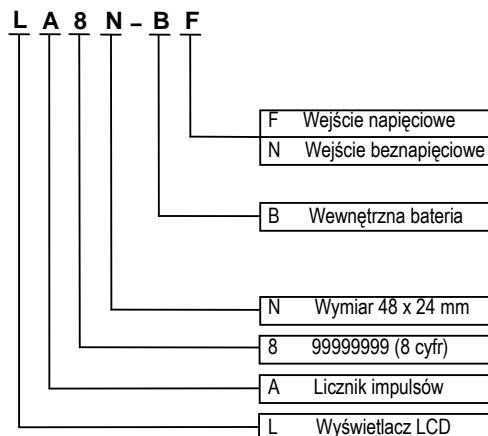 L A 8 N – B F
F Wejście napięciowe
N Wejście beznapięciowe
B Wewnętrzna bateria
N Wymiar 48 x 24 mm
8 99999999 (8 cyfr)
A Licznik impulsów
L Wyświetlacz LCD